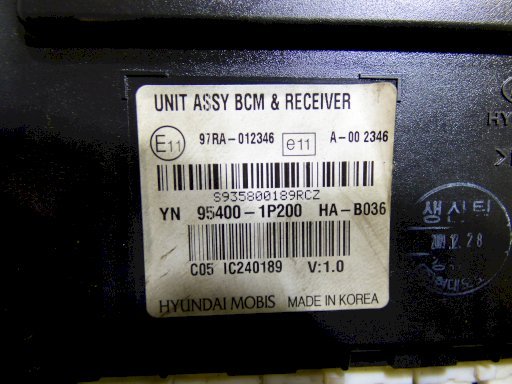 UNIT ASSY BCM & RECEIVER
E11 97RA-012346 e11 A-00 2346
S935800189RCZ
YN 95400-1P200 HA-B036
C05 IC240189 V:1.0
HYUNDAI MOBIS MADE IN KOREA
HY
생산팀
12. 28